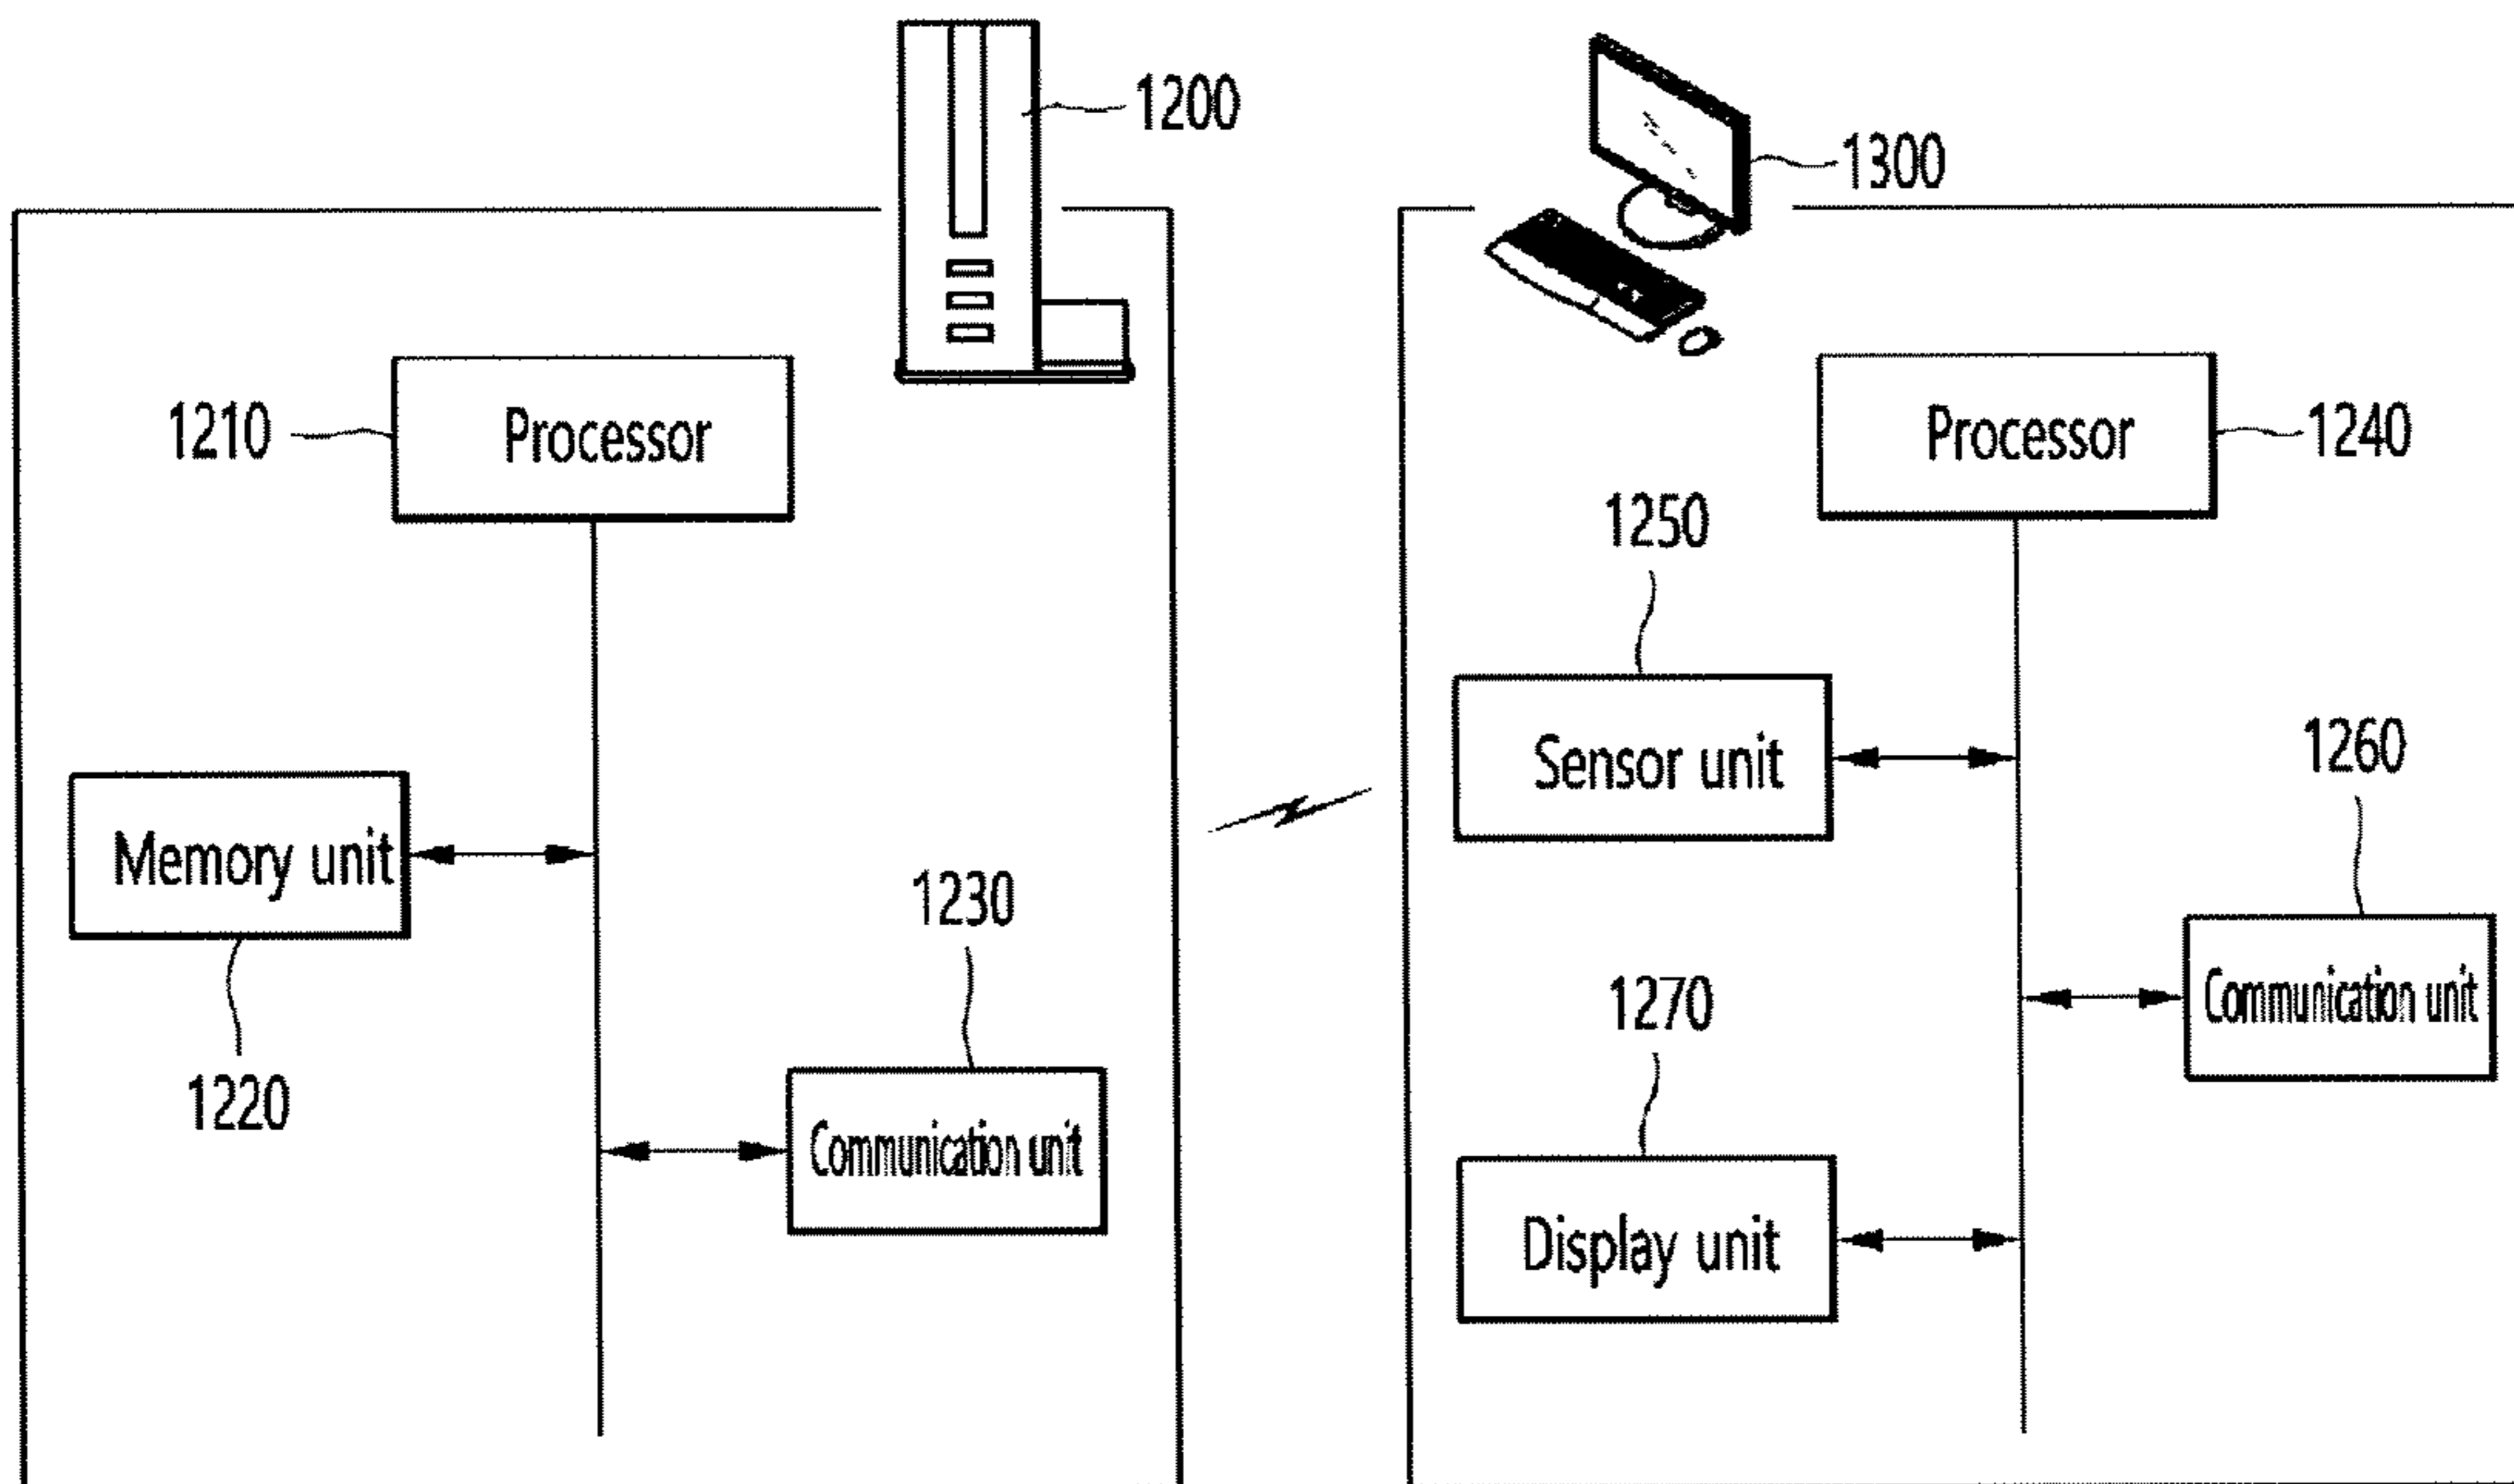 1200
1300
1210
Processor
Processor
1240
1250
Sensor unit
1260
Memory unit
1230
Communication unit
1270
1220
Communication unit
Display unit